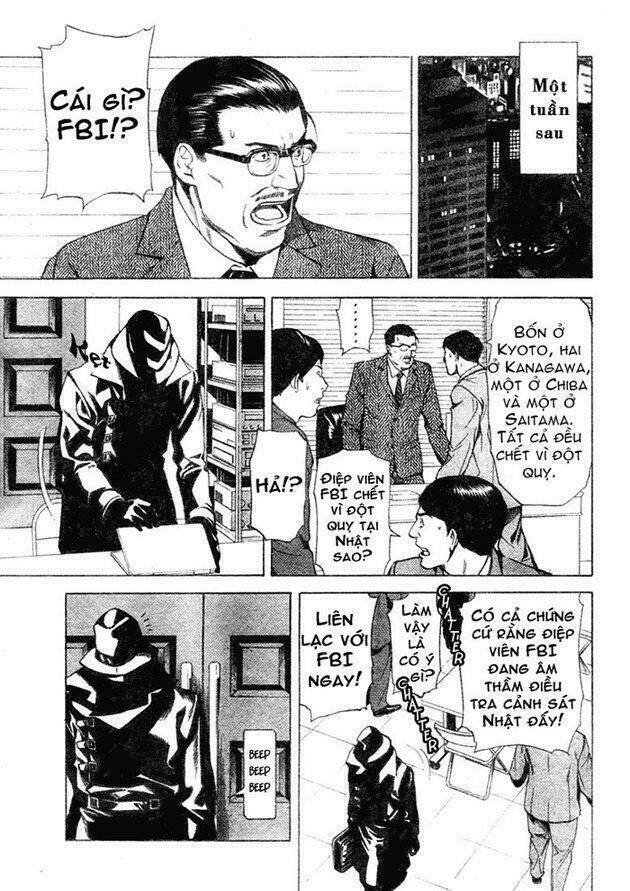 Một
tuần
sau
CÁI GÌ?
FBI!?
BỐN Ở
KYOTO, HAI
Ở KANAGAWA,
MỘT Ở CHIBA
VÀ MỘT Ở
SAITAMA.
TẤT CẢ ĐỀU
CHẾT VÌ ĐỘT
QUỴ.
......
ĐIỆP VIÊN
FBI CHẾT
VÌ ĐỘT
QUỴ TẠI
NHẬT
SAO?
HẢ!?
Kẹt
CÓ CẢ CHỨNG
CỨ RẰNG ĐIỆP
VIÊN FBI
ĐANG ÂM
THẦM ĐIỀU
TRA CẢNH SÁT
NHẬT ĐẤY!
CHATTER
LÀM
VẬY
LÀ
CÓ Ý
GÌ?
CHATTER
LIÊN
LẠC VỚI
FBI
NGAY!
BEEP
BEEP
BEEP